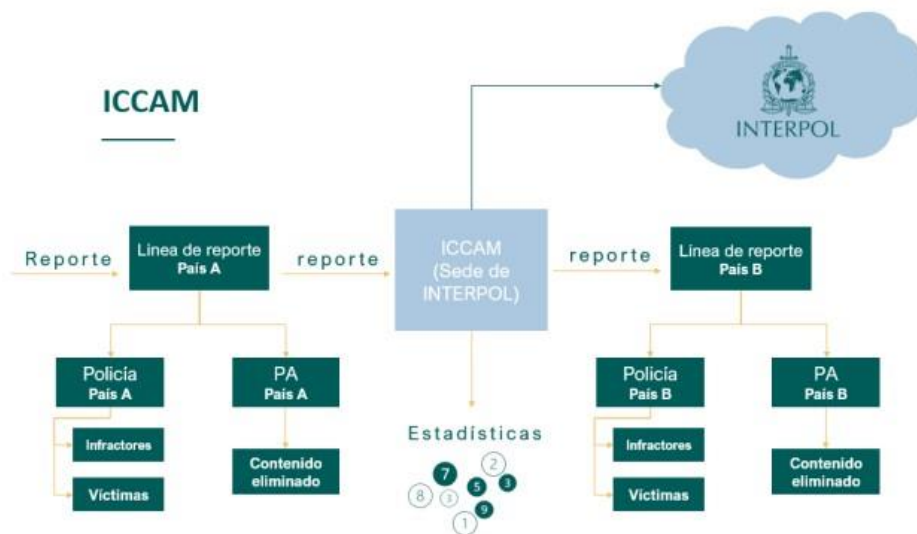 ICCAM
INTERPOL
Reporte
Línea de reporte
País A
reporte
ICCAM
(Sede de
INTERPOL)
reporte
Línea de reporte
País B
Policía
País A
PA
País A
Policía
País B
PA
País B
Infractores
Víctimas
Contenido
eliminado
Estadísticas
7
2
8
3
5
3
9
1
Infractores
Víctimas
Contenido
eliminado